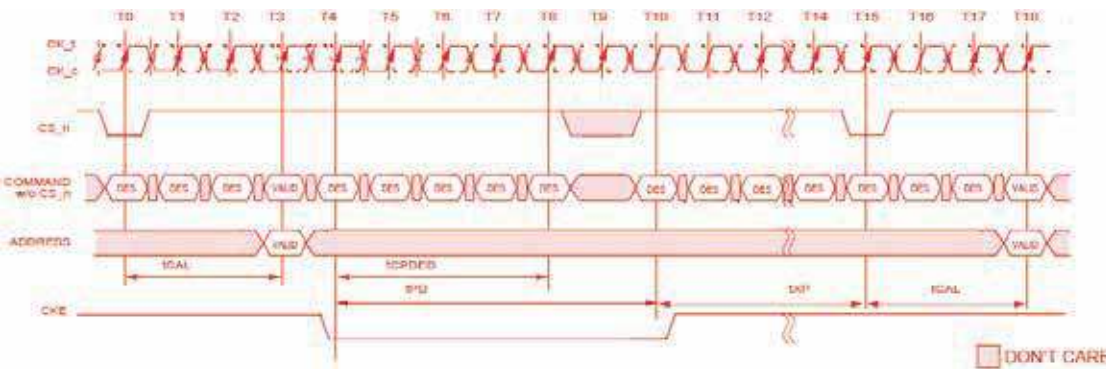 T0 T1 T2 T3 T4 T5 T6 T7 T8 T9 T10 T11 T12 T14 T15 T16 T17 T18
CK_t
CK_c
CS_n
COMMAND
w/o CS_n
DES DES DES VALID DES DES DES DES DES DES DES DES DES DES DES DES VALID
ADDRESS
VALID VALID
tCAL tCPDED
tPD tXP tCAL
CKE
DON'T CARE